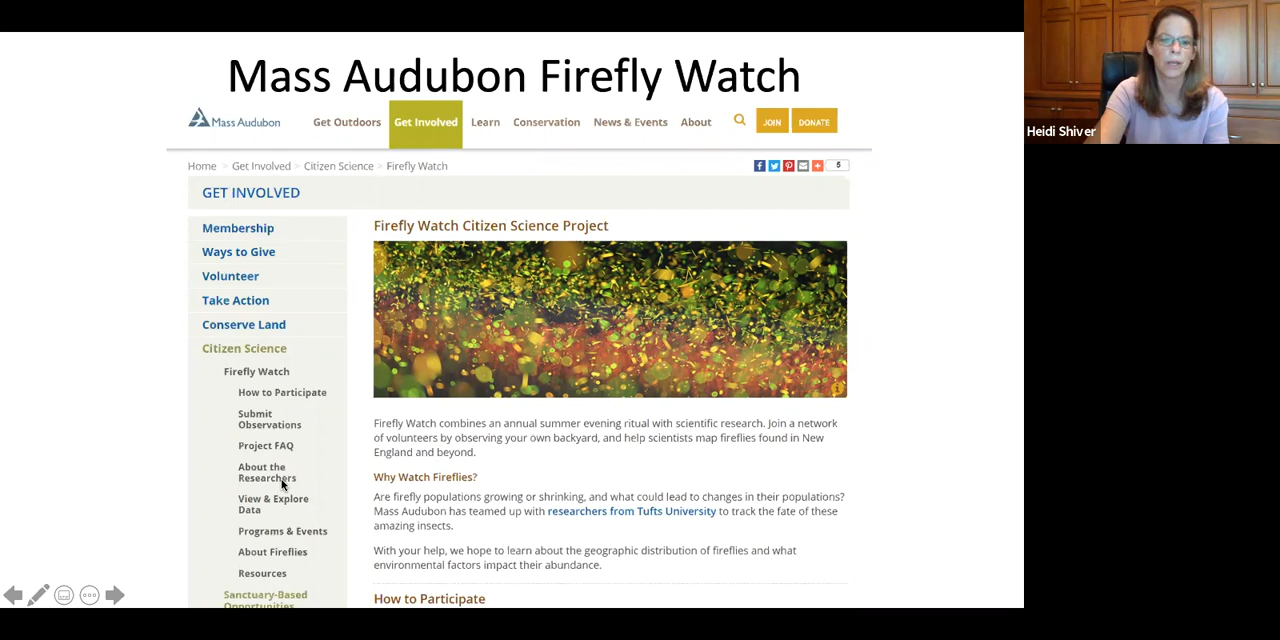 Mass Audubon Firefly Watch
Mass Audubon
Get Outdoors Get Involved Learn Conservation News & Events About JOIN DONATE
Home > Get Involved > Citizen Science > Firefly Watch
5
GET INVOLVED
Membership
Ways to Give
Volunteer
Take Action
Conserve Land
Citizen Science
Firefly Watch
How to Participate
Submit
Observations
Project FAQ
About the
Researchers
View & Explore
Data
Programs & Events
About Fireflies
Resources
Sanctuary-Based
Opportunities
Firefly Watch Citizen Science Project
Firefly Watch combines an annual summer evening ritual with scientific research. Join a network
of volunteers by observing your own backyard, and help scientists map fireflies found in New
England and beyond.
Why Watch Fireflies?
Are firefly populations growing or shrinking, and what could lead to changes in their populations?
Mass Audubon has teamed up with researchers from Tufts University to track the fate of these
amazing insects.
With your help, we hope to learn about the geographic distribution of fireflies and what
environmental factors impact their abundance.
How to Participate
Heidi Shiver